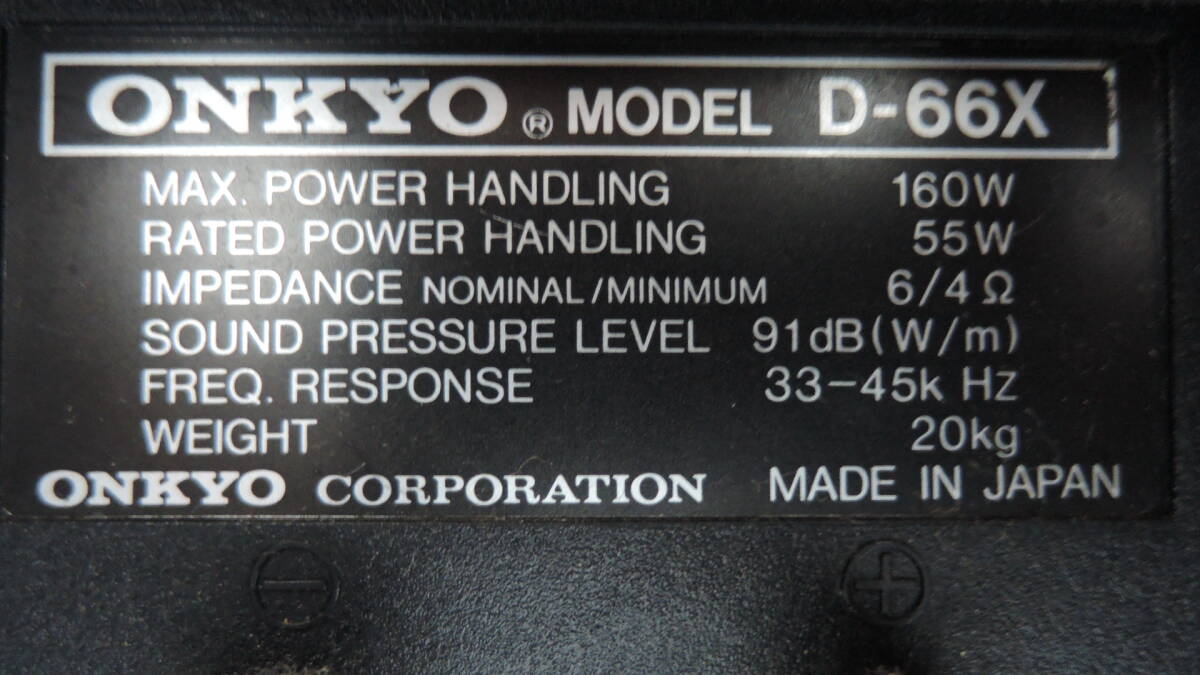 ONKYO ® MODEL D-66X
MAX. POWER HANDLING 160W
RATED POWER HANDLING 55W
IMPEDANCE NOMINAL/MINIMUM 6/4 Ω
SOUND PRESSURE LEVEL 91dB(W/m)
FREQ. RESPONSE 33-45k Hz
WEIGHT 20kg
ONKYO CORPORATION MADE IN JAPAN
- +